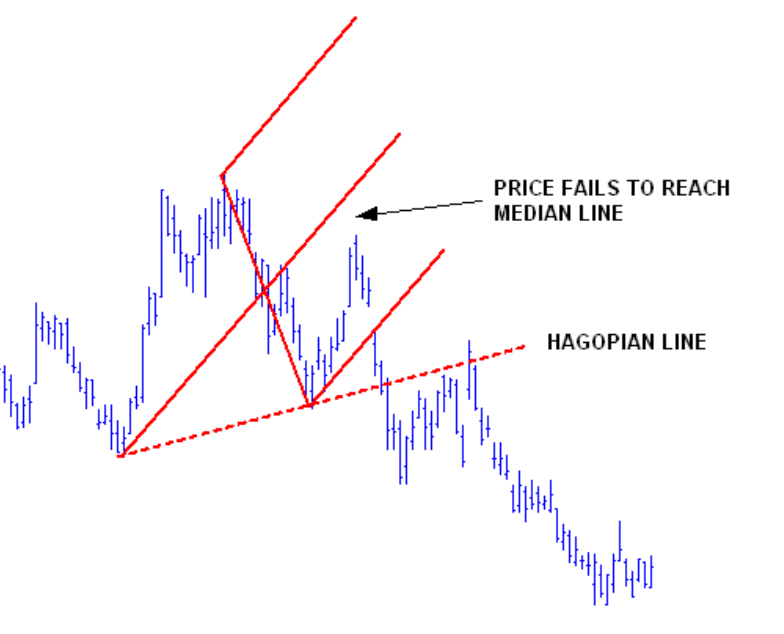 PRICE FAILS TO REACH
MEDIAN LINE
HAGOPIAN LINE